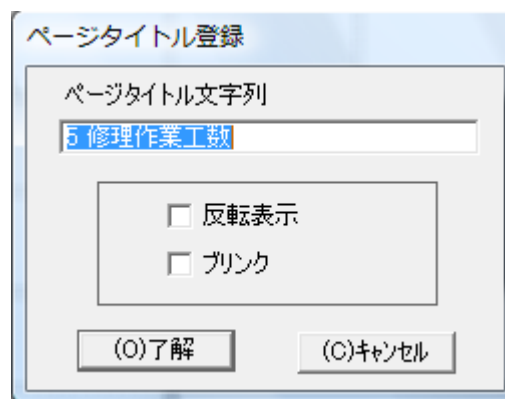 ページタイトル登録
ページタイトル文字列
5 修理作業工数
反転表示
ブリンク
(O)了解
(C)ｷｬﾝｾﾙ